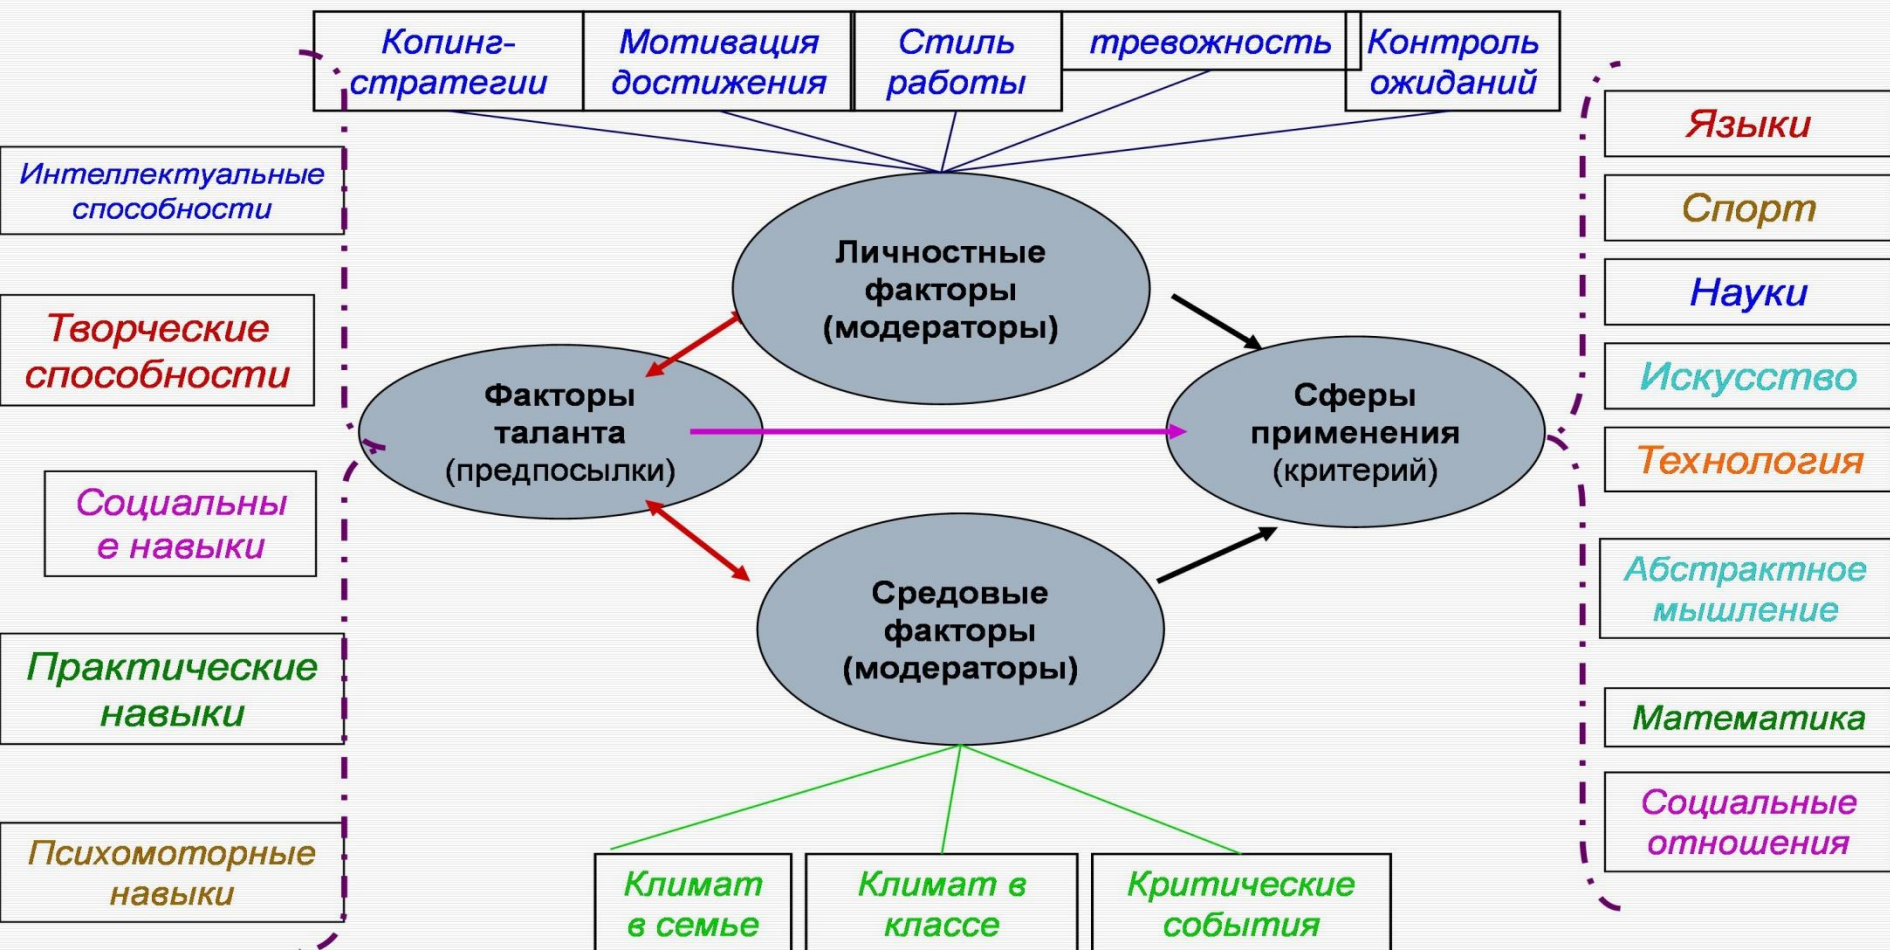 Копинг-
стратегии
Мотивация
достижения
Стиль
работы
тревожность
Контроль
ожиданий
Интеллектуальные
способности
Творческие
способности
Социальны
е навыки
Практические
навыки
Психомоторные
навыки
Личностные
факторы
(модераторы)
Факторы
таланта
(предпосылки)
Сферы
применения
(критерий)
Средовые
факторы
(модераторы)
Языки
Спорт
Науки
Искусство
Технология
Абстрактное
мышление
Математика
Социальные
отношения
Климат
в семье
Климат в
классе
Критические
события